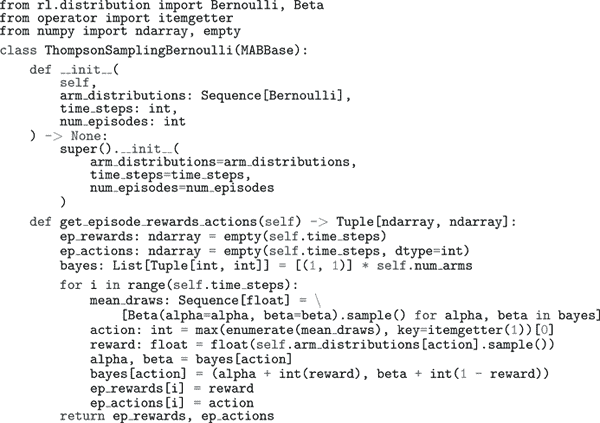 from rl.distribution import Bernoulli, Beta
from operator import itemgetter
from numpy import ndarray, empty
class ThompsonSamplingBernoulli(MABBase):
    def __init__(
        self,
        arm_distributions: Sequence[Bernoulli],
        time_steps: int,
        num_episodes: int
    ) -> None:
        super().__init__(
            arm_distributions=arm_distributions,
            time_steps=time_steps,
            num_episodes=num_episodes
        )
    def get_episode_rewards_actions(self) -> Tuple[ndarray, ndarray]:
        ep_rewards: ndarray = empty(self.time_steps)
        ep_actions: ndarray = empty(self.time_steps, dtype=int)
        bayes: List[Tuple[int, int]] = [(1, 1)] * self.num_arms
        for i in range(self.time_steps):
            mean_draws: Sequence[float] = \
                [Beta(alpha=alpha, beta=beta).sample() for alpha, beta in bayes]
            action: int = max(enumerate(mean_draws), key=itemgetter(1))[0]
            reward: float = float(self.arm_distributions[action].sample())
            alpha, beta = bayes[action]
            bayes[action] = (alpha + int(reward), beta + int(1 - reward))
            ep_rewards[i] = reward
            ep_actions[i] = action
        return ep_rewards, ep_actions